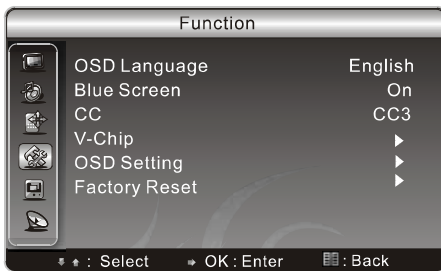 Function
OSD Language English
Blue Screen On
CC CC3
V-Chip
OSD Setting
Factory Reset
: Select OK : Enter : Back